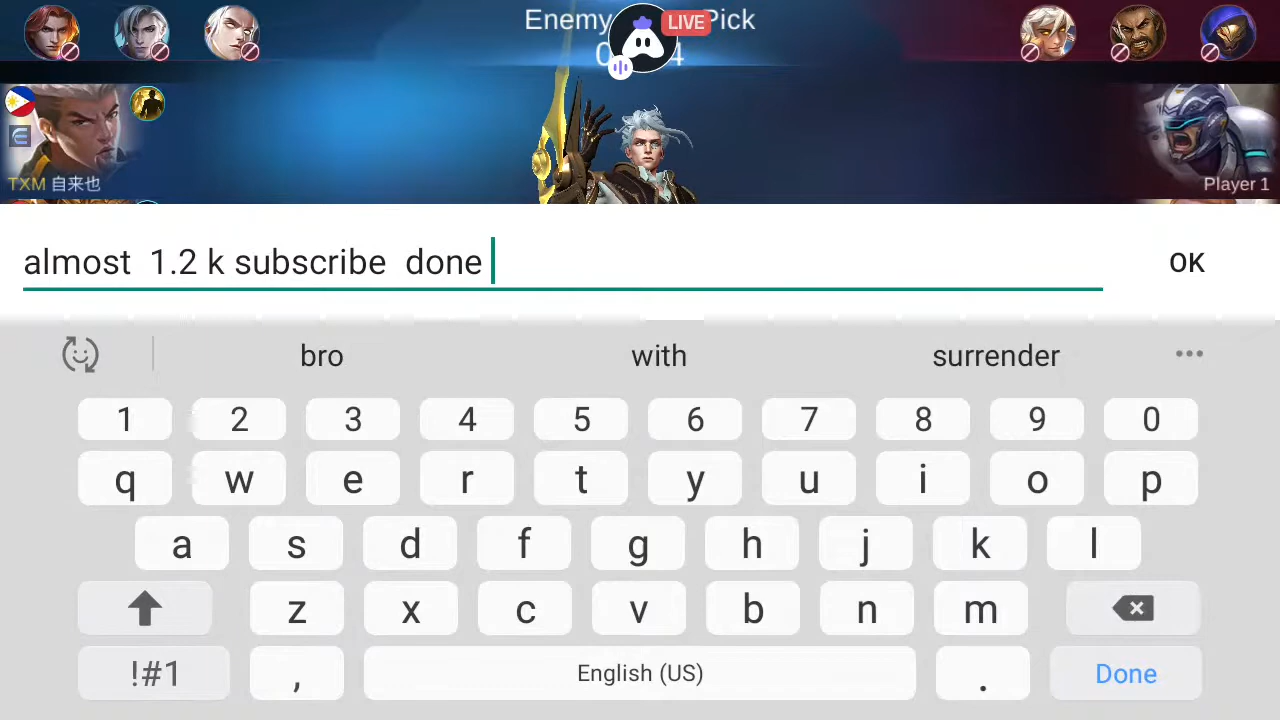 Enemy Pick
LIVE
TXM 自来也
Player 1
almost 1.2 k subscribe done
OK
bro with surrender
1 2 3 4 5 6 7 8 9 0
q w e r t y u i o p
a s d f g h j k l
z x c v b n m
!#1 , English (US) . Done